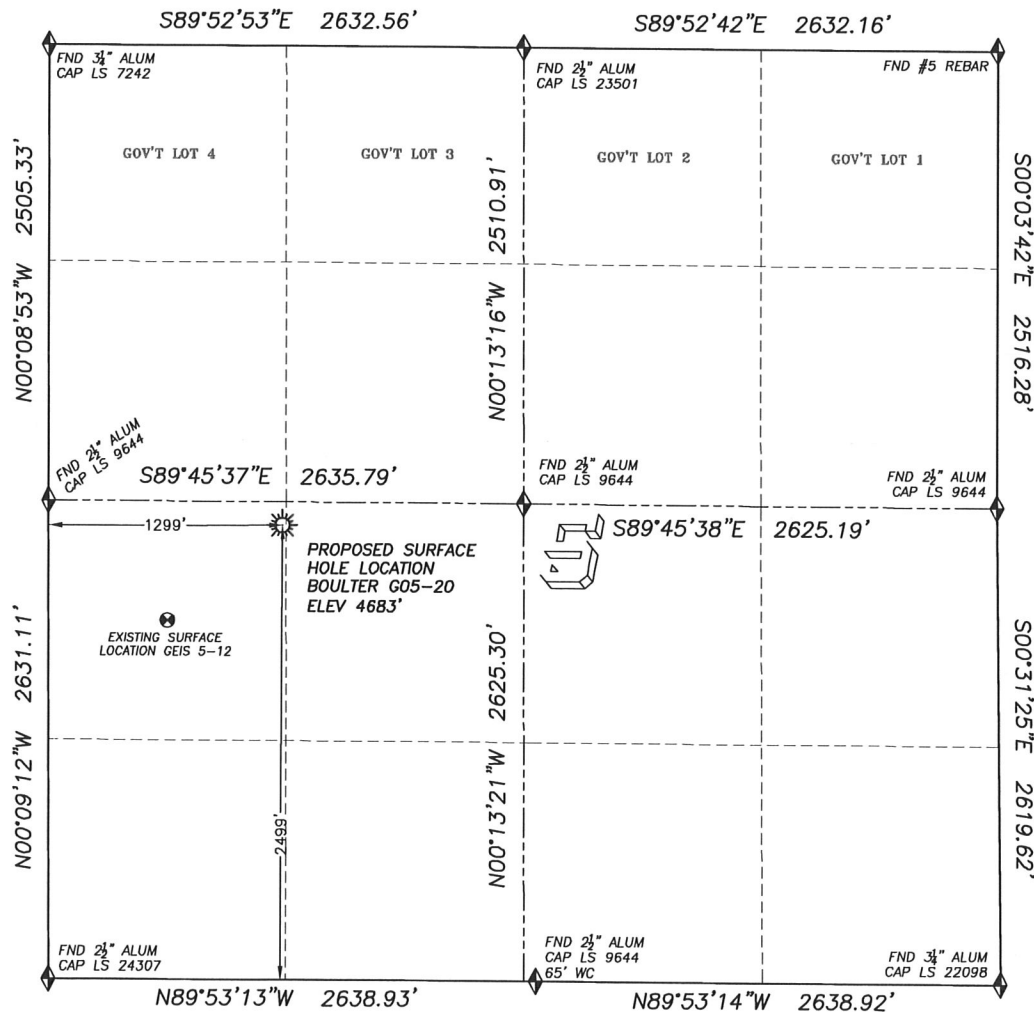 S89°52'53"E 2632.56'
S89°52'42"E 2632.16'
FND 3¼" ALUM
CAP LS 7242
FND 2½" ALUM
CAP LS 23501
FND #5 REBAR
GOV'T LOT 4
GOV'T LOT 3
GOV'T LOT 2
GOV'T LOT 1
N00°08'53"W 2505.33'
N00°13'16"W 2510.91'
S00°03'42"E 2516.28'
FND 2½" ALUM
CAP LS 9644
S89°45'37"E 2635.79'
FND 2½" ALUM
CAP LS 9644
FND 2½" ALUM
CAP LS 9644
1299'
S89°45'38"E 2625.19'
PROPOSED SURFACE
HOLE LOCATION
BOULTER G05-20
ELEV 4683'
EXISTING SURFACE
LOCATION GEIS 5-12
N00°09'12"W 2631.11'
2499'
N00°13'21"W 2625.30'
S00°31'25"E 2619.62'
FND 2½" ALUM
CAP LS 24307
FND 2½" ALUM
CAP LS 9644
65' WC
FND 3¼" ALUM
CAP LS 22098
N89°53'13"W 2638.93'
N89°53'14"W 2638.92'